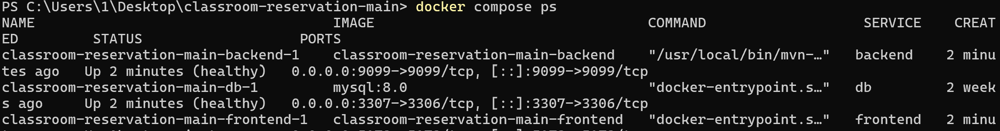 PS C:\Users\1\Desktop\classroom-reservation-main> docker compose ps
NAME IMAGE COMMAND SERVICE CREAT
ED STATUS PORTS
classroom-reservation-main-backend-1 classroom-reservation-main-backend "/usr/local/bin/mvn-…" backend 2 minu
tes ago Up 2 minutes (healthy) 0.0.0.0:9099->9099/tcp, [::]:9099->9099/tcp
classroom-reservation-main-db-1 mysql:8.0 "docker-entrypoint.s…" db 2 week
s ago Up 2 minutes (healthy) 0.0.0.0:3307->3306/tcp, [::]:3307->3306/tcp
classroom-reservation-main-frontend-1 classroom-reservation-main-frontend "docker-entrypoint.s…" frontend 2 minu